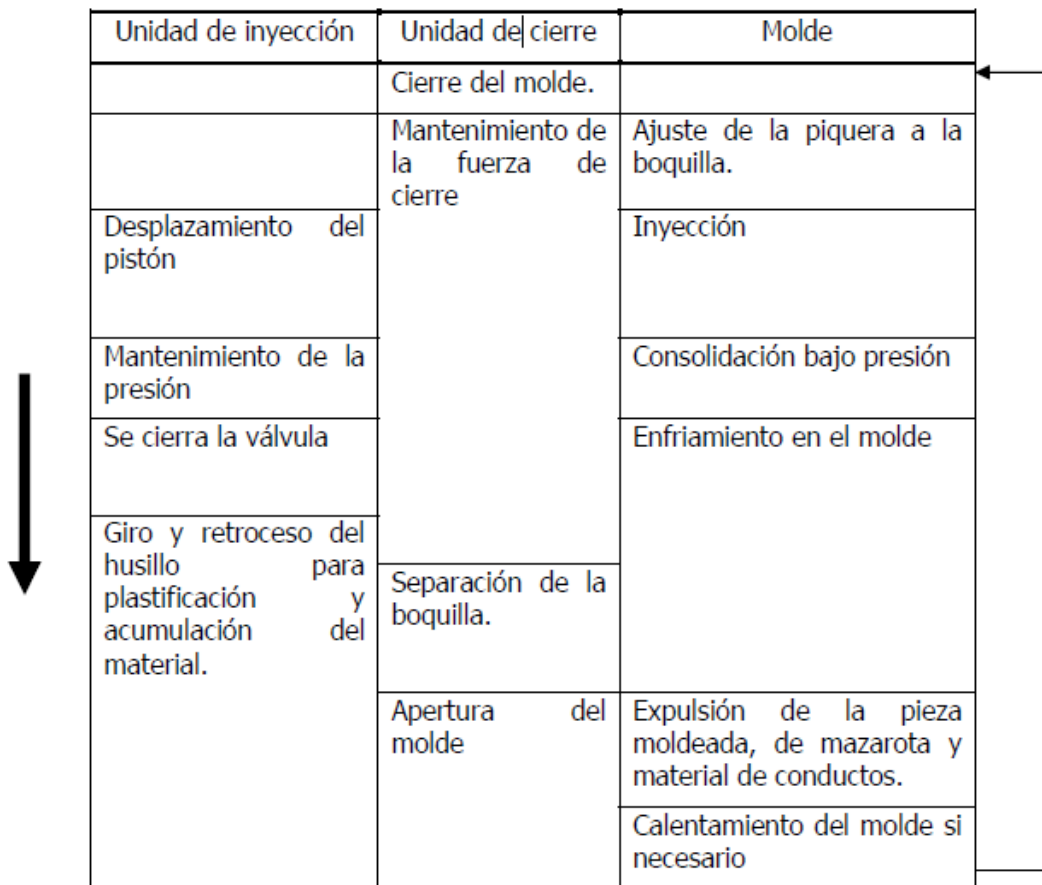 Unidad de inyección
Unidad de cierre
Molde
Cierre del molde.
Mantenimiento de
la fuerza de
cierre
Ajuste de la piquera a la
boquilla.
Desplazamiento del
pistón
Inyección
Mantenimiento de la
presión
Consolidación bajo presión
Se cierra la válvula
Enfriamiento en el molde
Giro y retroceso del
husillo para
plastificación y
acumulación del
material.
Separación de la
boquilla.
Apertura del
molde
Expulsión de la pieza
moldeada, de mazarota y
material de conductos.
Calentamiento del molde si
necesario